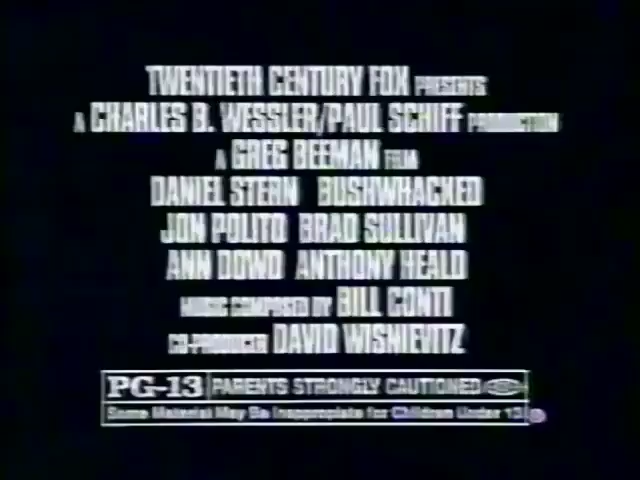 TWENTIETH CENTURY FOX PRESENTS
A CHARLES B. WESSLER/PAUL SCHIFF PRODUCTION
A GREG BEEMAN FILM
DANIEL STERN BUSHWHACKED
JON POLITO BRAD SULLIVAN
ANN DOWD ANTHONY HEALD
MUSIC COMPOSED BY BILL CONTI
CO-PRODUCER DAVID WISNIEVITZ
PG-13 PARENTS STRONGLY CAUTIONED
Some Material May Be Inappropriate for Children Under 13